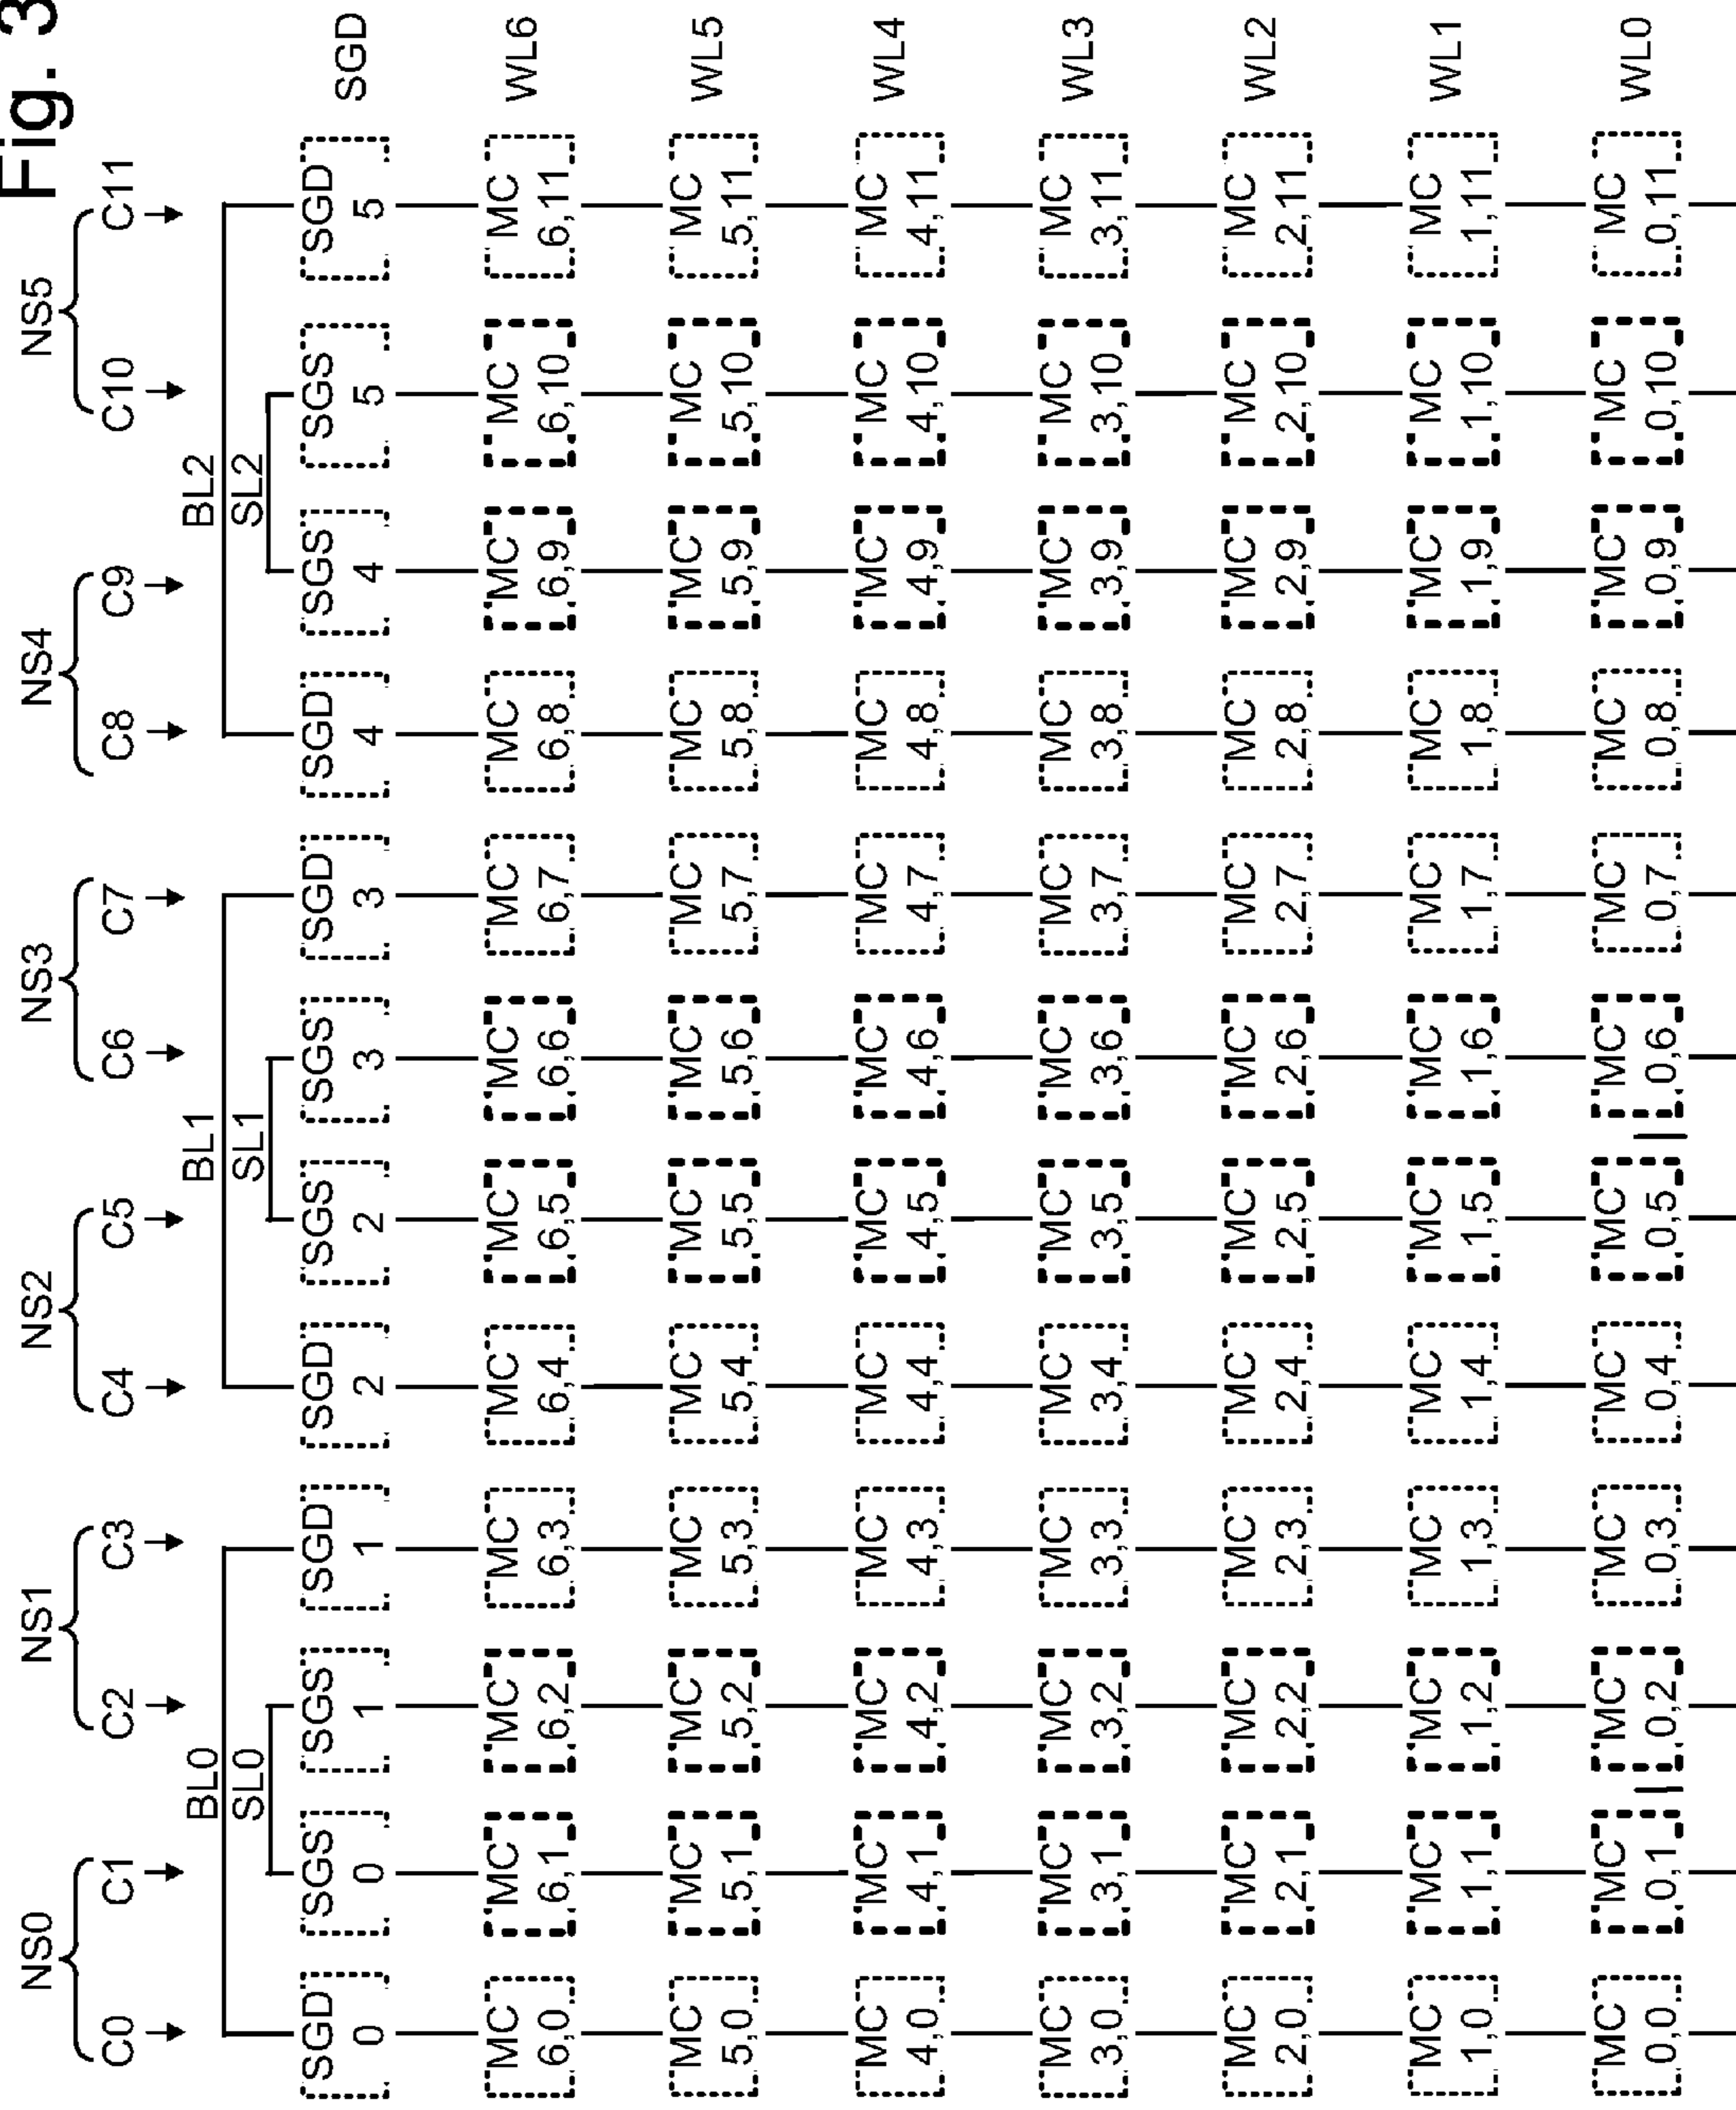 Fig. 3
NS0 NS1 NS2 NS3 NS4 NS5
C0 C1 C2 C3 C4 C5 C6 C7 C8 C9 C10 C11
BL0 BL1 BL2
SL0 SL1 SL2
SGD SGS SGS SGD SGD SGS SGS SGD SGD SGS SGS SGD SGD
0 0 1 1 2 2 3 3 4 4 5 5
MC MC MC MC MC MC MC MC MC MC MC MC WL6
6,0 6,1 6,2 6,3 6,4 6,5 6,6 6,7 6,8 6,9 6,10 6,11
MC MC MC MC MC MC MC MC MC MC MC MC WL5
5,0 5,1 5,2 5,3 5,4 5,5 5,6 5,7 5,8 5,9 5,10 5,11
MC MC MC MC MC MC MC MC MC MC MC MC WL4
4,0 4,1 4,2 4,3 4,4 4,5 4,6 4,7 4,8 4,9 4,10 4,11
MC MC MC MC MC MC MC MC MC MC MC MC WL3
3,0 3,1 3,2 3,3 3,4 3,5 3,6 3,7 3,8 3,9 3,10 3,11
MC MC MC MC MC MC MC MC MC MC MC MC WL2
2,0 2,1 2,2 2,3 2,4 2,5 2,6 2,7 2,8 2,9 2,10 2,11
MC MC MC MC MC MC MC MC MC MC MC MC WL1
1,0 1,1 1,2 1,3 1,4 1,5 1,6 1,7 1,8 1,9 1,10 1,11
MC MC MC MC MC MC MC MC MC MC MC MC WL0
0,0 0,1 0,2 0,3 0,4 0,5 0,6 0,7 0,8 0,9 0,10 0,11